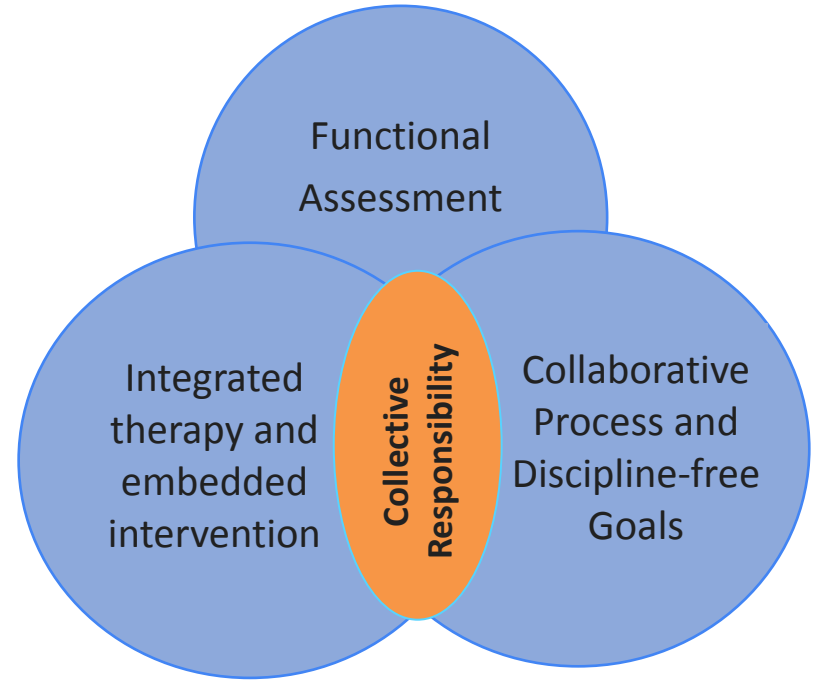 Functional
Assessment
Integrated
therapy and
embedded
intervention
Collective
Responsibility
Collaborative
Process and
Discipline-free
Goals